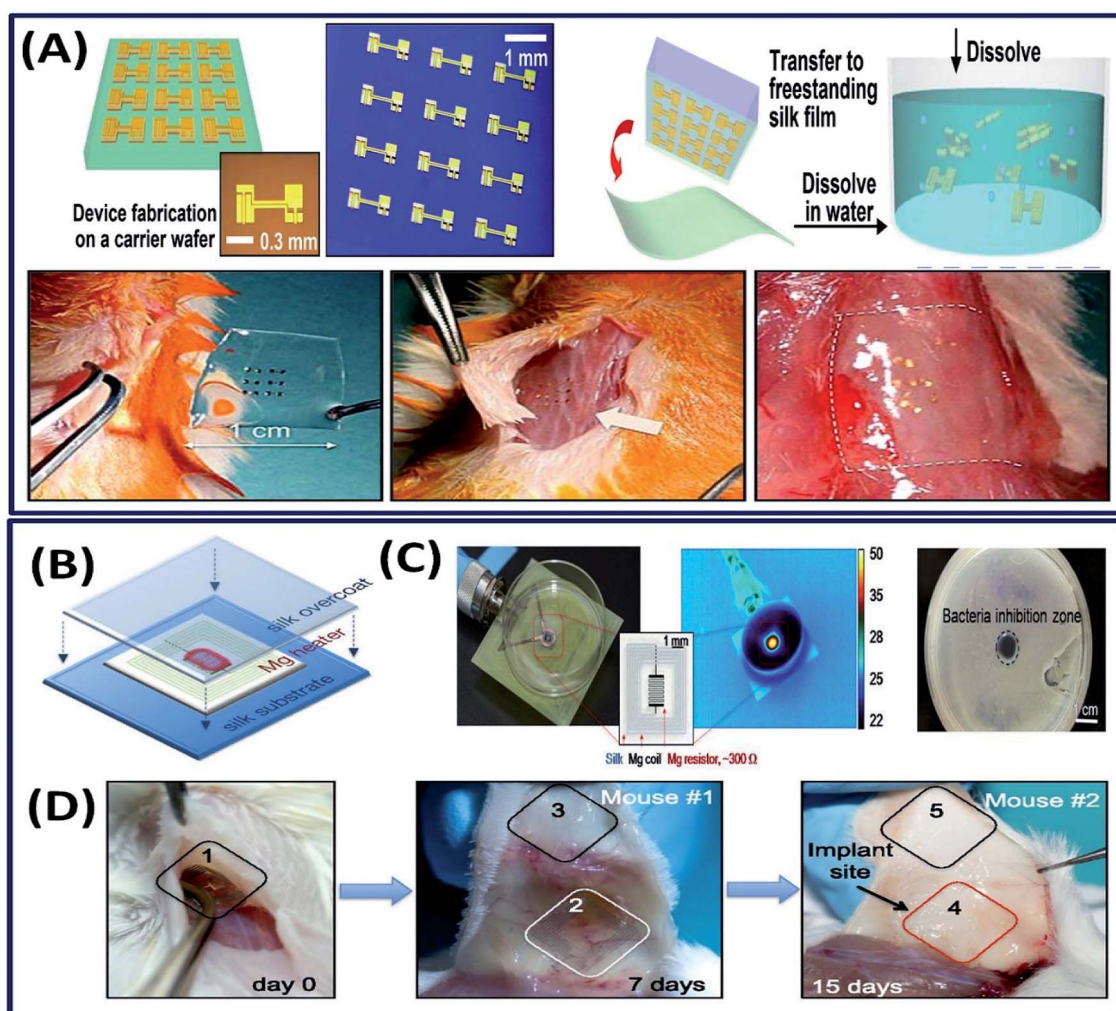 (A)
Device fabrication
on a carrier wafer
0.3 mm
1 mm
Transfer to
freestanding
silk film
Dissolve
in water
Dissolve
1 cm
(B)
silk overcoat
Mg heater
silk substrate
(C)
1 mm
Silk Mg coil Mg resistor, ~300 Ω
50
35
28
25
22
Bacteria inhibition zone
1 cm
(D)
1
day 0
Mouse #1
3
2
7 days
Mouse #2
5
Implant
site
4
15 days